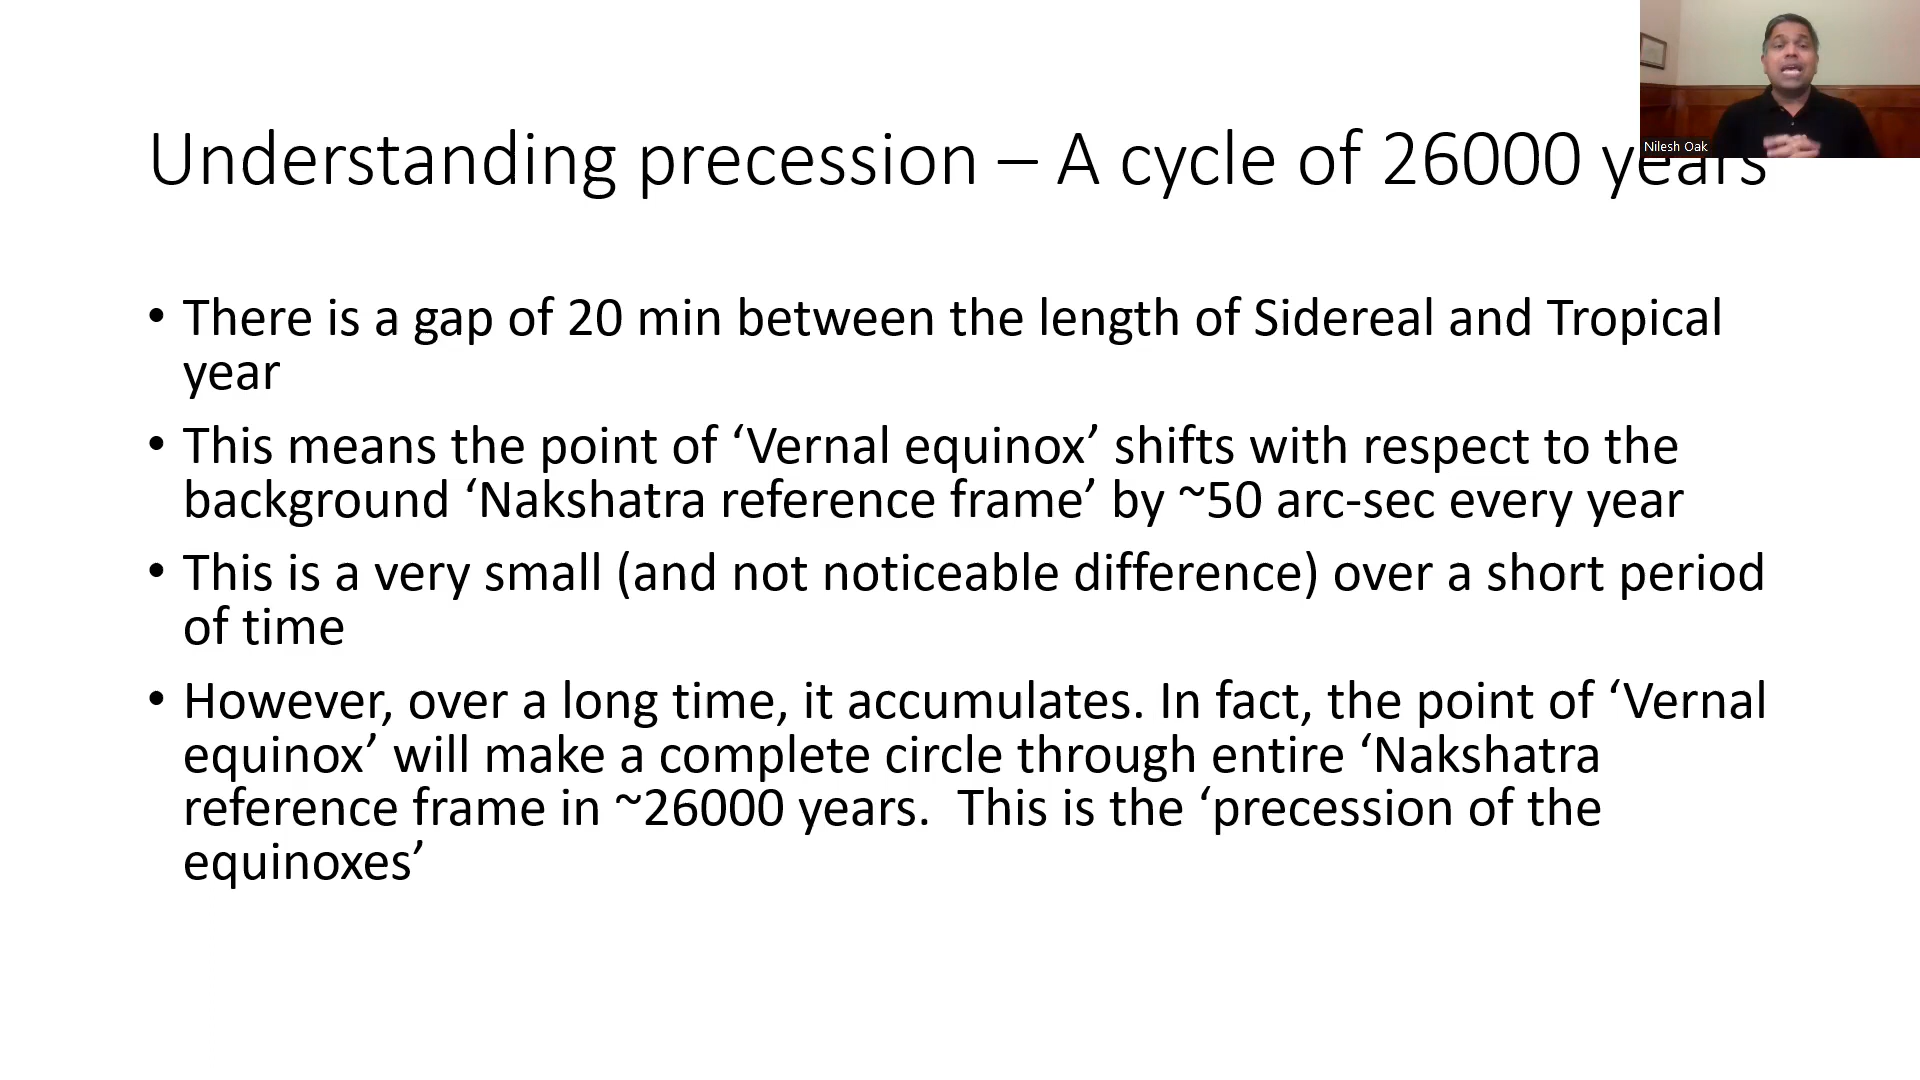 Nilesh Oak
Understanding precession – A cycle of 26000 years
• There is a gap of 20 min between the length of Sidereal and Tropical
year
• This means the point of ‘Vernal equinox’ shifts with respect to the
background ‘Nakshatra reference frame’ by ~50 arc-sec every year
• This is a very small (and not noticeable difference) over a short period
of time
• However, over a long time, it accumulates. In fact, the point of ‘Vernal
equinox’ will make a complete circle through entire ‘Nakshatra
reference frame in ~26000 years.  This is the ‘precession of the
equinoxes’